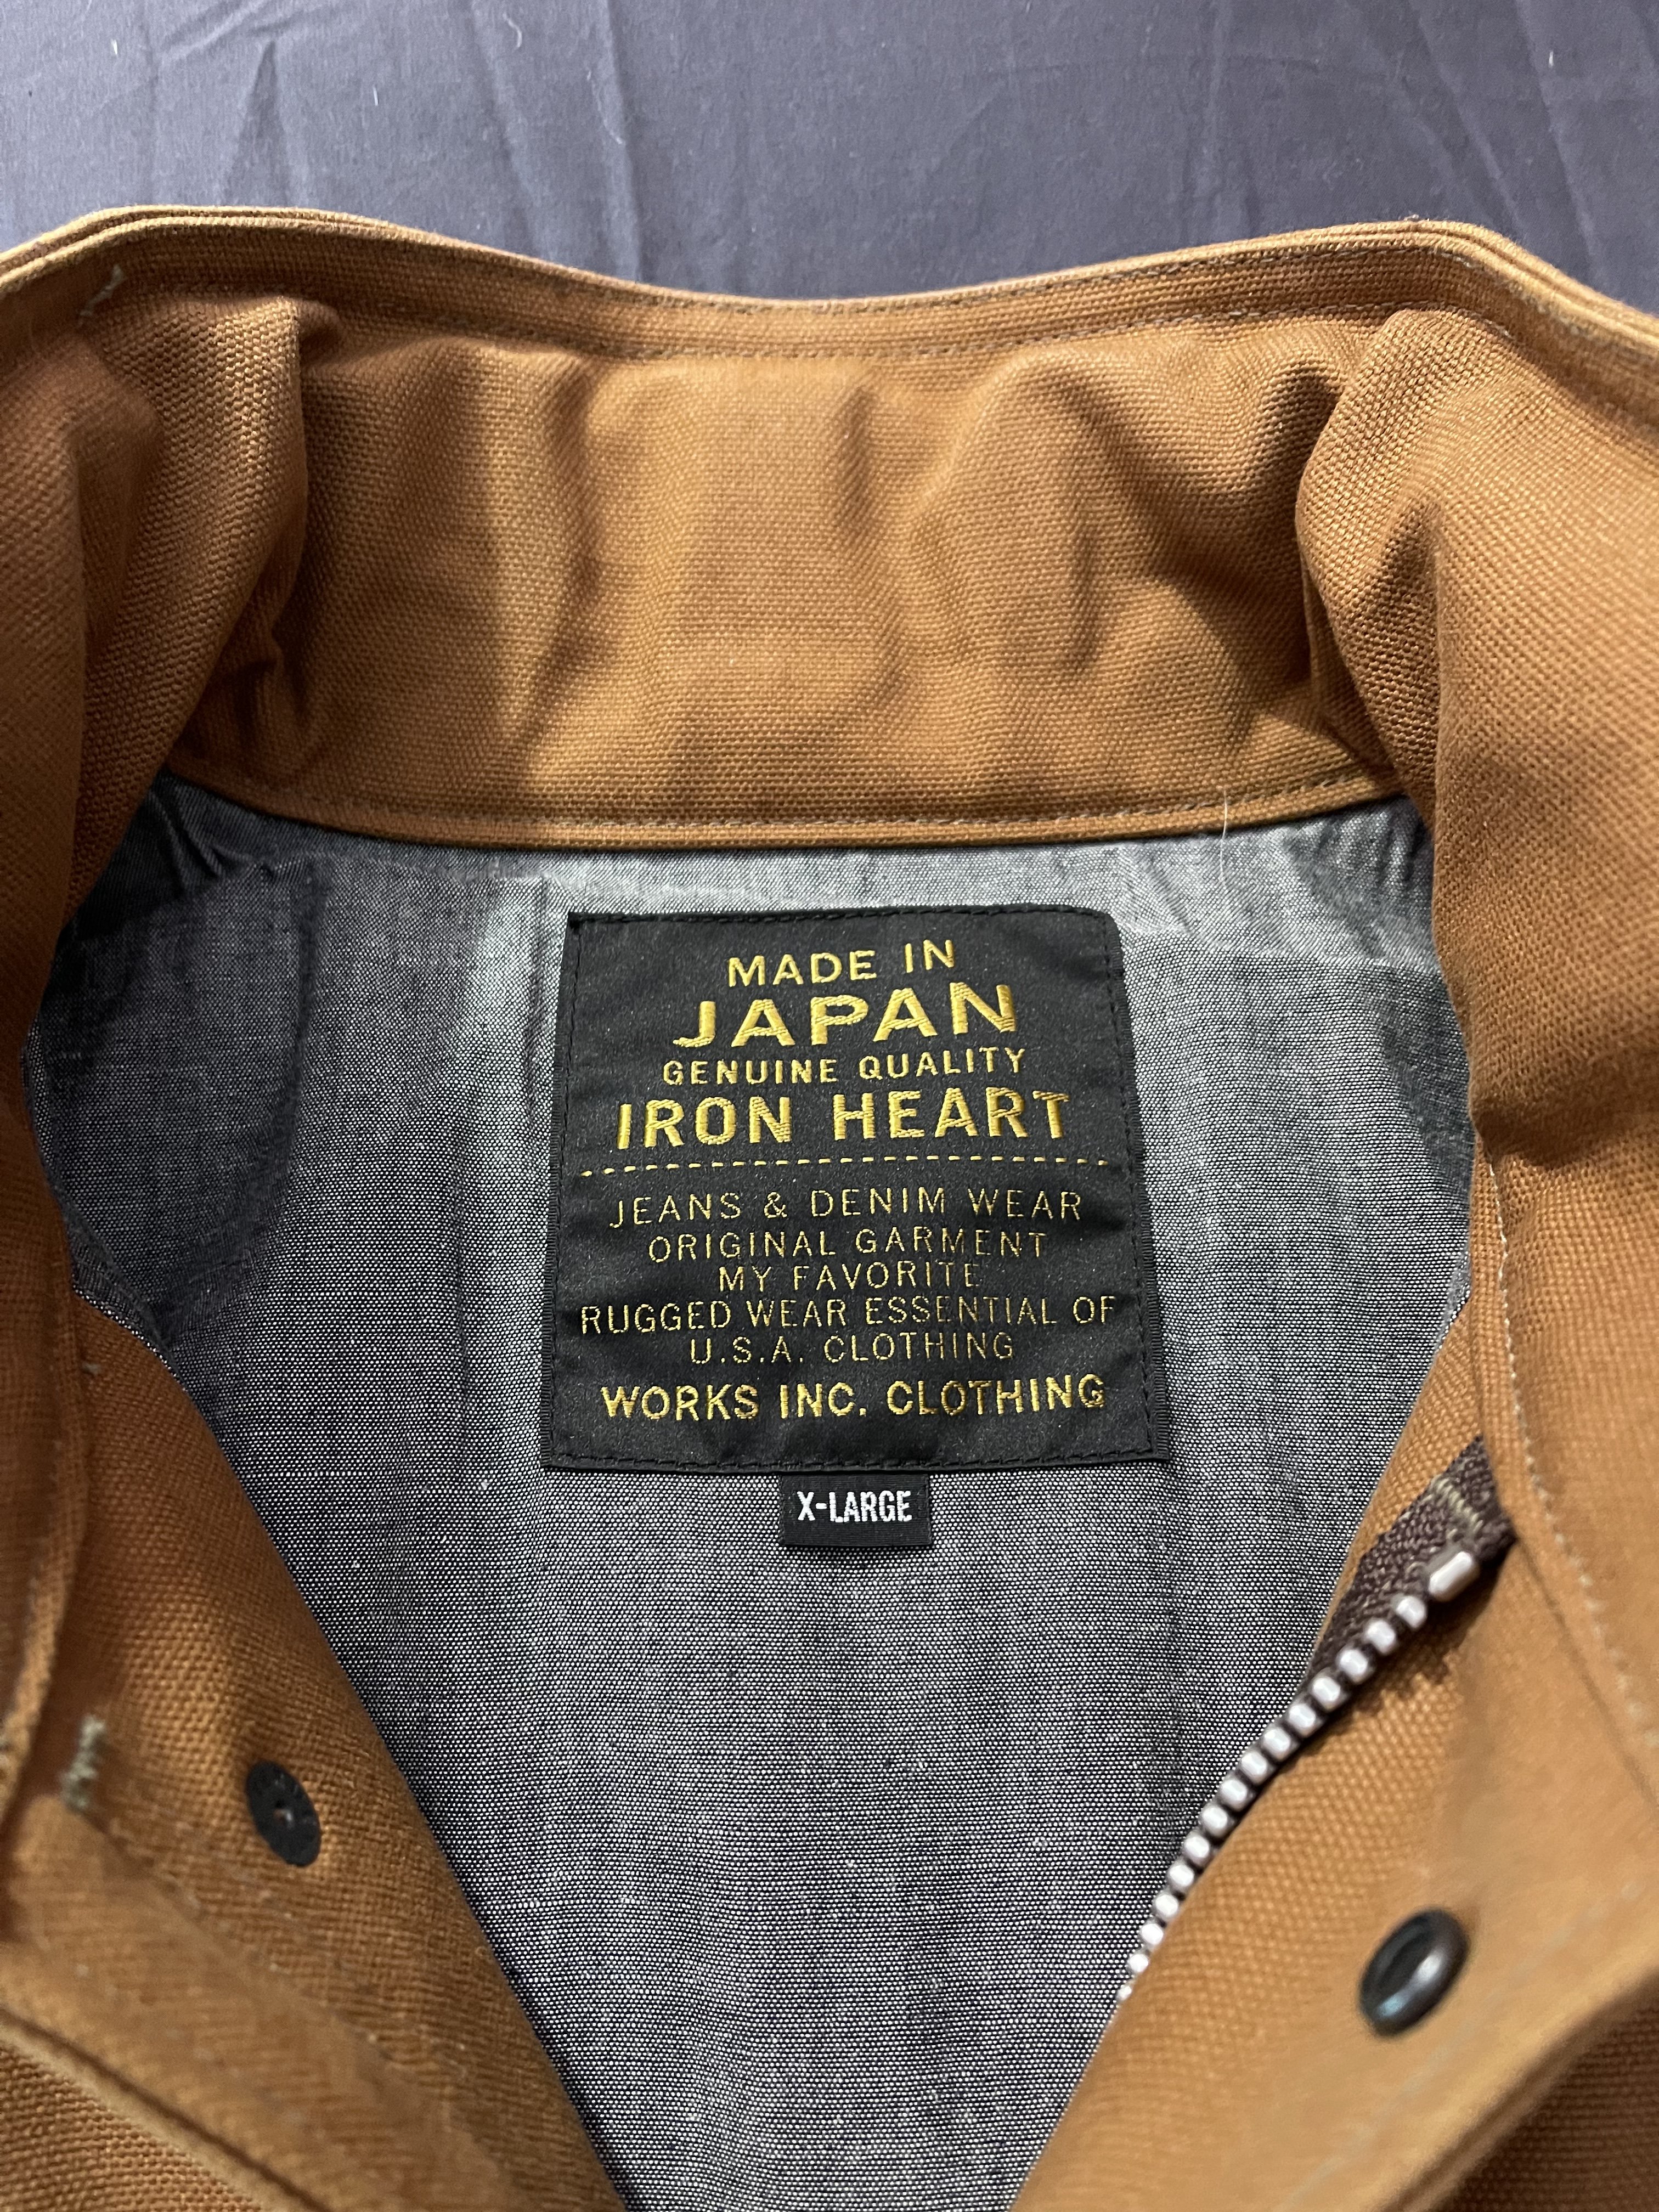 MADE IN
JAPAN
GENUINE QUALITY
IRON HEART
JEANS & DENIM WEAR
ORIGINAL GARMENT
MY FAVORITE
RUGGED WEAR ESSENTIAL OF
U.S.A. CLOTHING
WORKS INC. CLOTHING
X-LARGE